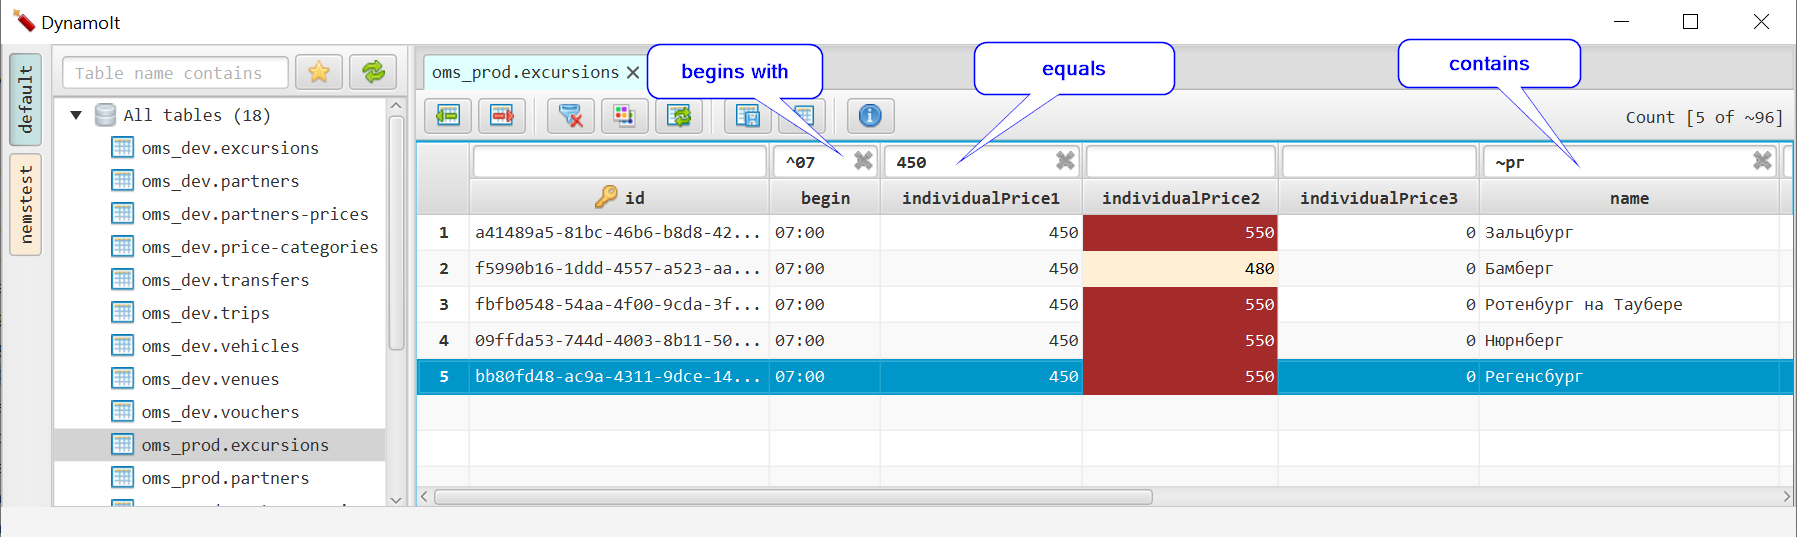 DynamoIt
default
nemstest
Table name contains
All tables (18)
oms_dev.excursions
oms_dev.partners
oms_dev.partners-prices
oms_dev.price-categories
oms_dev.transfers
oms_dev.trips
oms_dev.vehicles
oms_dev.venues
oms_dev.vouchers
oms_prod.excursions
oms_prod.partners
oms_prod.excursions
begins with
equals
contains
Count [5 of ~96]
^07 450 ~рг
id begin individualPrice1 individualPrice2 individualPrice3 name
1 a41489a5-81bc-46b6-b8d8-42... 07:00 450 550 0 Зальцбург
2 f5990b16-1ddd-4557-a523-aa... 07:00 450 480 0 Бамберг
3 fbfb0548-54aa-4f00-9cda-3f... 07:00 450 550 0 Ротенбург на Таубере
4 09ffda53-744d-4003-8b11-50... 07:00 450 550 0 Нюрнберг
5 bb80fd48-ac9a-4311-9dce-14... 07:00 450 550 0 Регенсбург